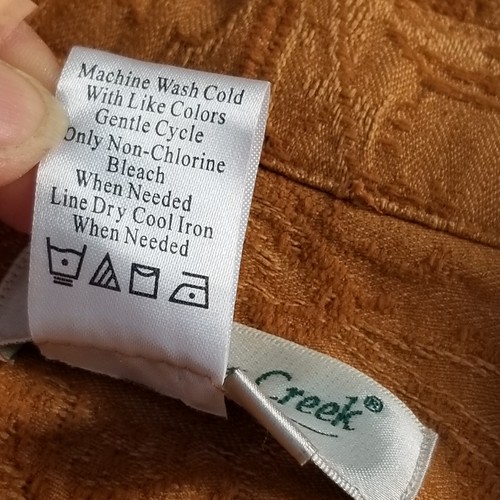 Machine Wash Cold
With Like Colors
Gentle Cycle
Only Non-Chlorine
Bleach
When Needed
Line Dry Cool Iron
When Needed
Creek®